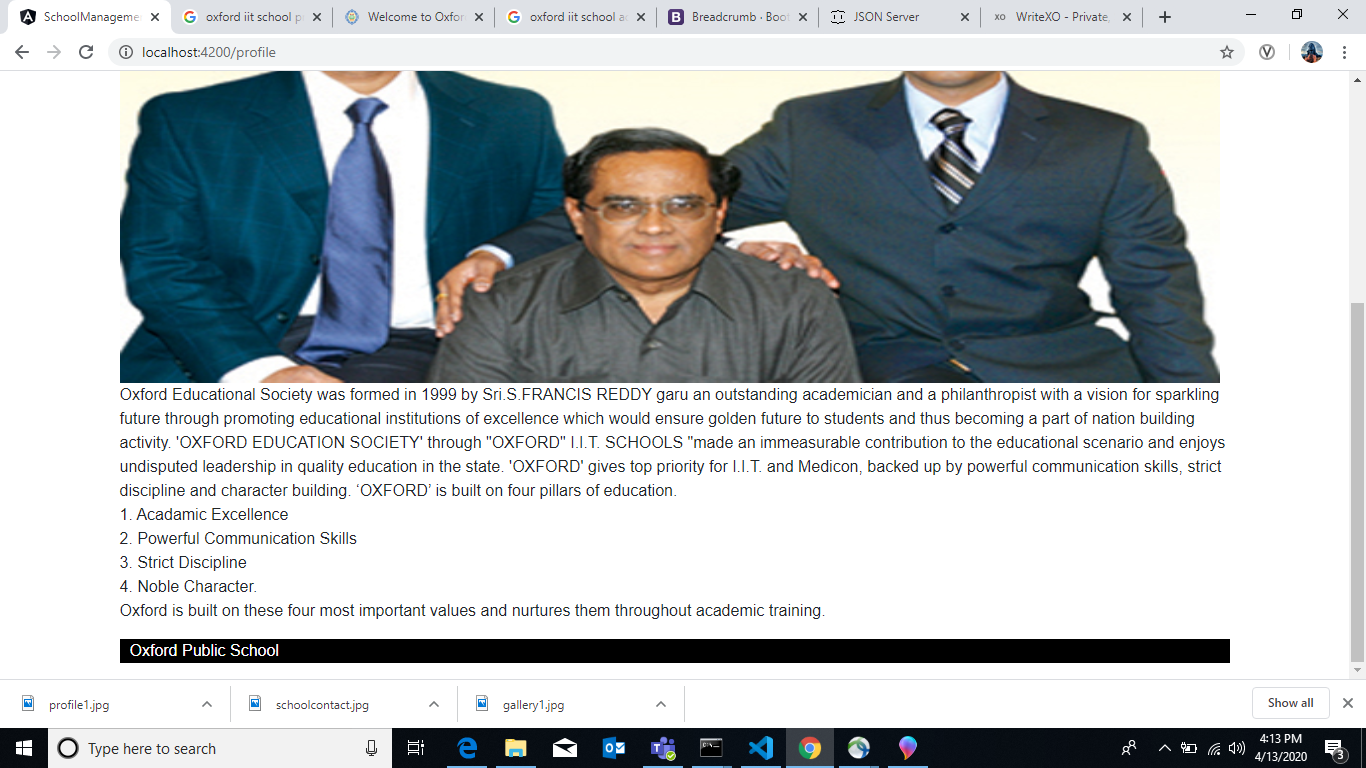 SchoolManageme
oxford iit school p
Welcome to Oxfor
oxford iit school a
Breadcrumb · Boot
JSON Server
WriteXO - Private,
localhost:4200/profile
Oxford Educational Society was formed in 1999 by Sri.S.FRANCIS REDDY garu an outstanding academician and a philanthropist with a vision for sparkling
future through promoting educational institutions of excellence which would ensure golden future to students and thus becoming a part of nation building
activity. 'OXFORD EDUCATION SOCIETY' through "OXFORD" I.I.T. SCHOOLS "made an immeasurable contribution to the educational scenario and enjoys
undisputed leadership in quality education in the state. 'OXFORD' gives top priority for I.I.T. and Medicon, backed up by powerful communication skills, strict
discipline and character building. ‘OXFORD’ is built on four pillars of education.
1. Acadamic Excellence
2. Powerful Communication Skills
3. Strict Discipline
4. Noble Character.
Oxford is built on these four most important values and nurtures them throughout academic training.
Oxford Public School
profile1.jpg
schoolcontact.jpg
gallery1.jpg
Show all
Type here to search
4:13 PM
4/13/2020
3